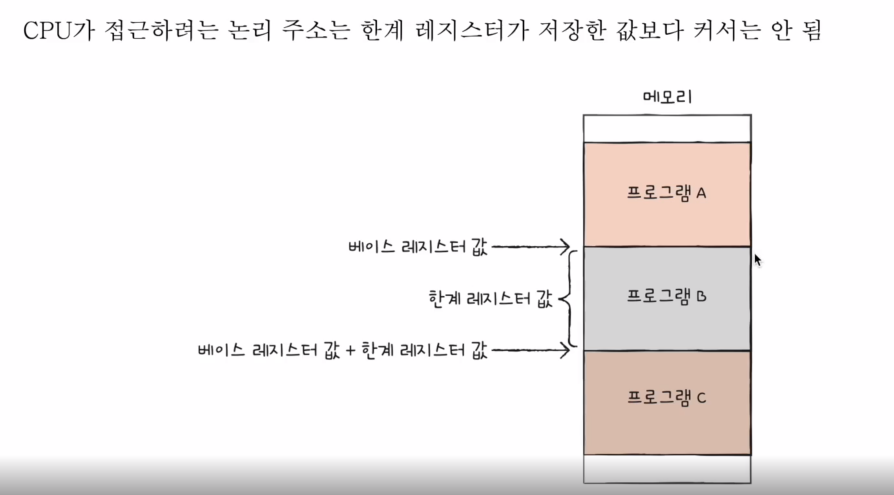 CPU가 접근하려는 논리 주소는 한계 레지스터가 저장한 값보다 커서는 안 됨
메모리
프로그램 A
베이스 레지스터 값
한계 레지스터 값
프로그램 B
베이스 레지스터 값 + 한계 레지스터 값
프로그램 C